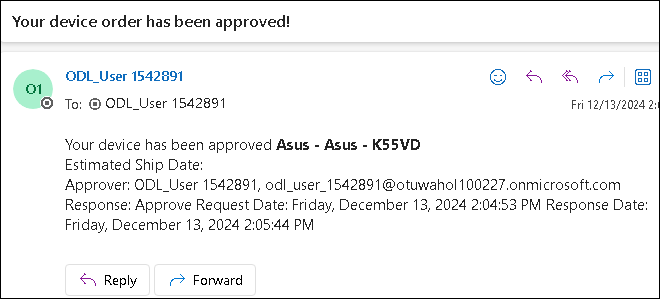 Your device order has been approved!
O1
ODL_User 1542891
To: ODL_User 1542891
Fri 12/13/2024 2:0
Your device has been approved Asus - Asus - K55VD
Estimated Ship Date:
Approver: ODL_User 1542891, odl_user_1542891@otuwahol100227.onmicrosoft.com
Response: Approve Request Date: Friday, December 13, 2024 2:04:53 PM Response Date:
Friday, December 13, 2024 2:05:44 PM
Reply Forward